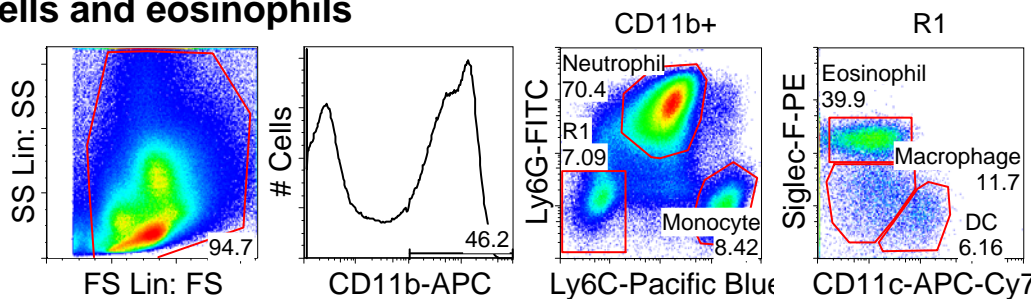 ells and eosinophils
SS Lin: SS
FS Lin: FS
94.7
# Cells
CD11b-APC
46.2
CD11b+
Ly6G-FITC
Ly6C-Pacific Blue
Neutrophil
70.4
R1
7.09
Monocyte
8.42
R1
Siglec-F-PE
CD11c-APC-Cy7
Eosinophil
39.9
Macrophage
11.7
DC
6.16